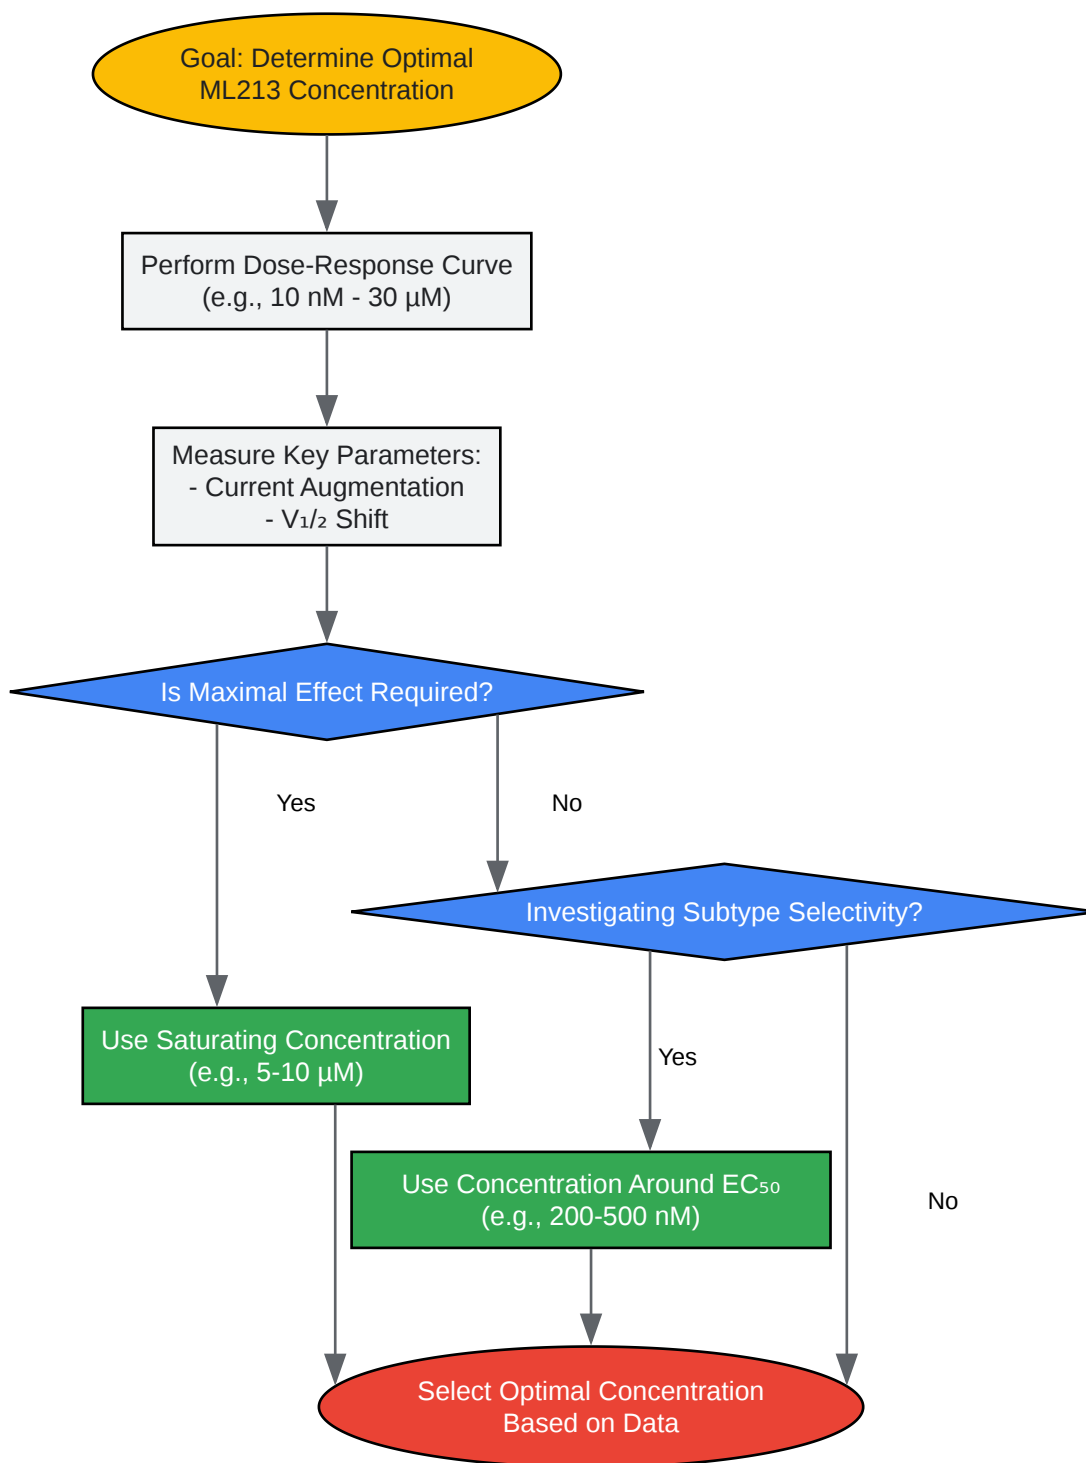 Goal: Determine Optimal
ML213 Concentration
Perform Dose-Response Curve
(e.g., 10 nM - 30 µM)
Measure Key Parameters:
- Current Augmentation
- V₁/₂ Shift
Is Maximal Effect Required?
Yes
No
Investigating Subtype Selectivity?
Use Saturating Concentration
(e.g., 5-10 µM)
Yes
Use Concentration Around EC₅₀
(e.g., 200-500 nM)
No
Select Optimal Concentration
Based on Data